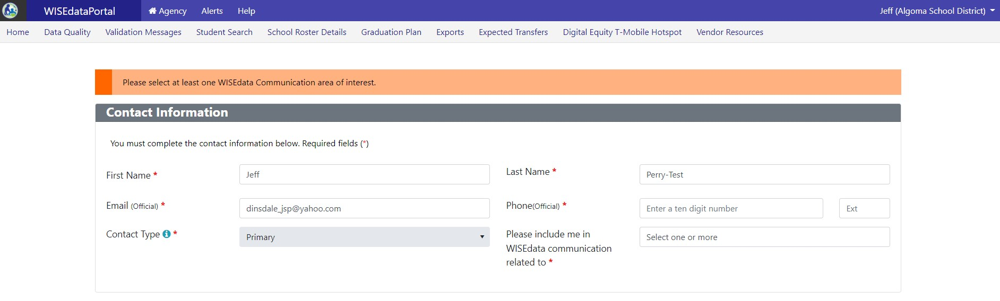 WISEdataPortal Agency Alerts Help Jeff (Algoma School District)
Home Data Quality Validation Messages Student Search School Roster Details Graduation Plan Exports Expected Transfers Digital Equity T-Mobile Hotspot Vendor Resources
Please select at least one WISEdata Communication area of interest.
Contact Information
You must complete the contact information below. Required fields (*)
First Name * Jeff Last Name * Perry-Test
Email (Official) * dinsdale_jsp@yahoo.com Phone(Official) * Enter a ten digit number Ext
Contact Type * Primary Please include me in Select one or more
WISEdata communication
related to *